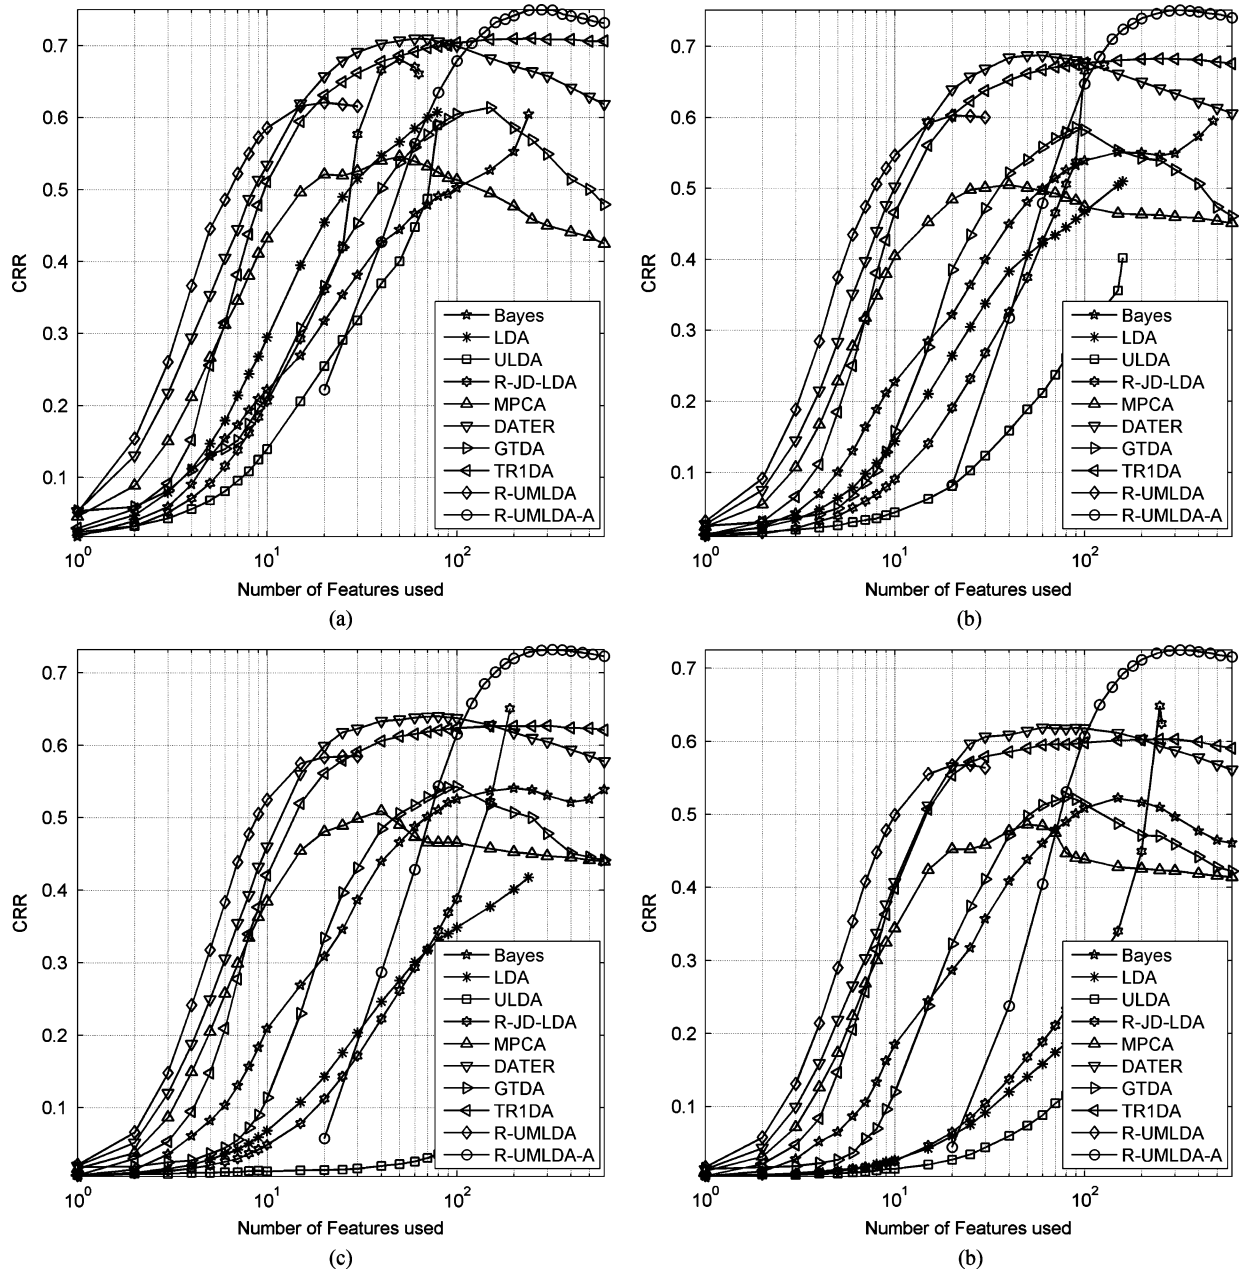 0.7
0.6
0.5
0.4
0.3
0.2
0.1
CRR
10^0
10^1
10^2
Number of Features used
Bayes
LDA
ULDA
R-JD-LDA
MPCA
DATER
GTDA
TR1DA
R-UMLDA
R-UMLDA-A
(a)
0.7
0.6
0.5
0.4
0.3
0.2
0.1
CRR
10^0
10^1
10^2
Number of Features used
Bayes
LDA
ULDA
R-JD-LDA
MPCA
DATER
GTDA
TR1DA
R-UMLDA
R-UMLDA-A
(b)
0.7
0.6
0.5
0.4
0.3
0.2
0.1
CRR
10^0
10^1
10^2
Number of Features used
Bayes
LDA
ULDA
R-JD-LDA
MPCA
DATER
GTDA
TR1DA
R-UMLDA
R-UMLDA-A
(c)
0.7
0.6
0.5
0.4
0.3
0.2
0.1
CRR
10^0
10^1
10^2
Number of Features used
Bayes
LDA
ULDA
R-JD-LDA
MPCA
DATER
GTDA
TR1DA
R-UMLDA
R-UMLDA-A
(b)